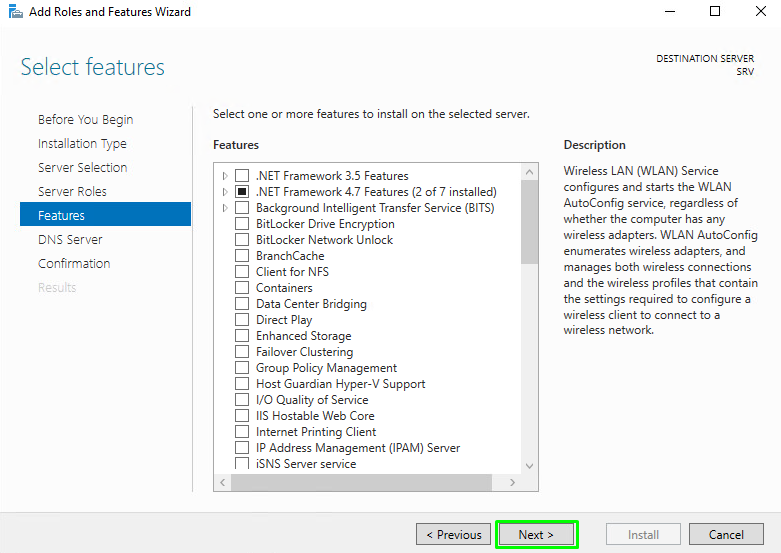 Add Roles and Features Wizard
Select features
DESTINATION SERVER
SRV
Before You Begin
Installation Type
Server Selection
Server Roles
Features
DNS Server
Confirmation
Results
Select one or more features to install on the selected server.
Features
.NET Framework 3.5 Features
.NET Framework 4.7 Features (2 of 7 installed)
Background Intelligent Transfer Service (BITS)
BitLocker Drive Encryption
BitLocker Network Unlock
BranchCache
Client for NFS
Containers
Data Center Bridging
Direct Play
Enhanced Storage
Failover Clustering
Group Policy Management
Host Guardian Hyper-V Support
I/O Quality of Service
IIS Hostable Web Core
Internet Printing Client
IP Address Management (IPAM) Server
iSNS Server service
Description
Wireless LAN (WLAN) Service
configures and starts the WLAN
AutoConfig service, regardless of
whether the computer has any
wireless adapters. WLAN AutoConfig
enumerates wireless adapters, and
manages both wireless connections
and the wireless profiles that contain
the settings required to configure a
wireless client to connect to a
wireless network.
< Previous
Next >
Install
Cancel